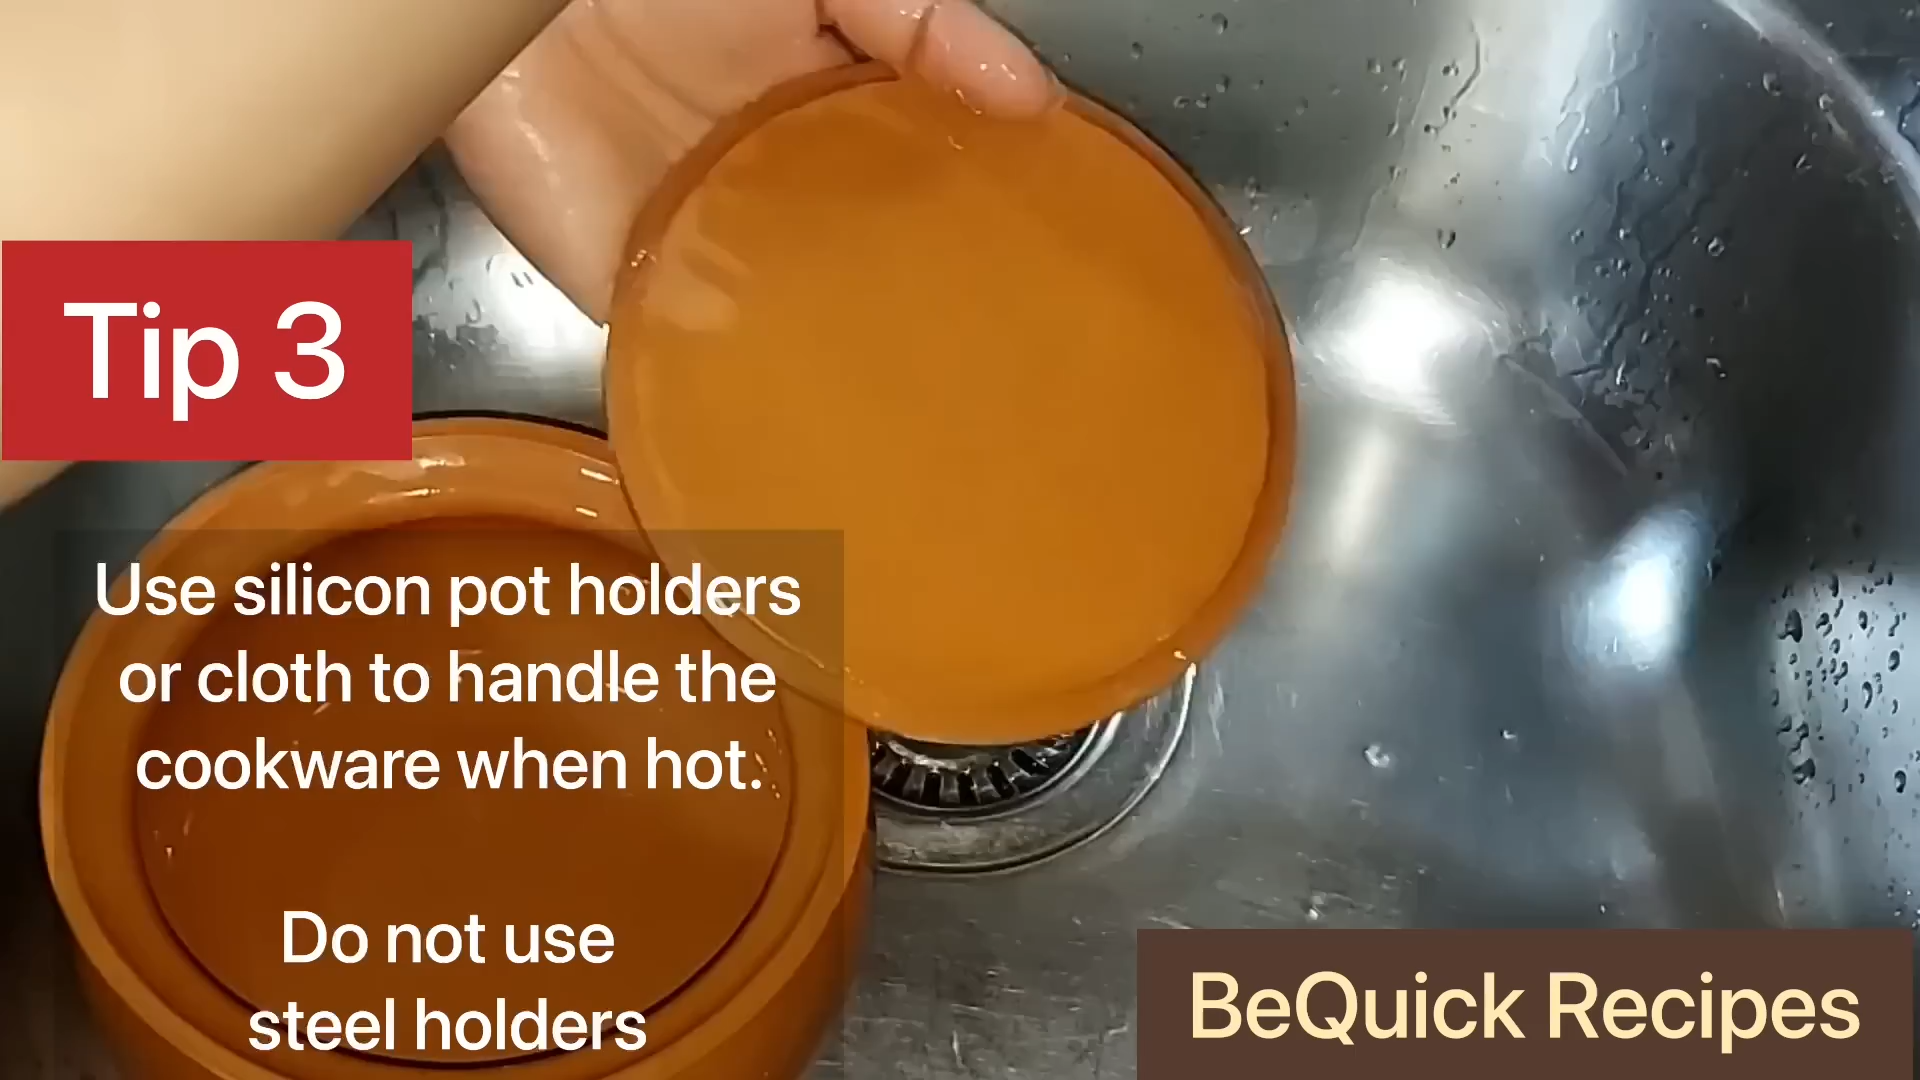 Tip 3
Use silicon pot holders
or cloth to handle the
cookware when hot.
Do not use
steel holders
BeQuick Recipes